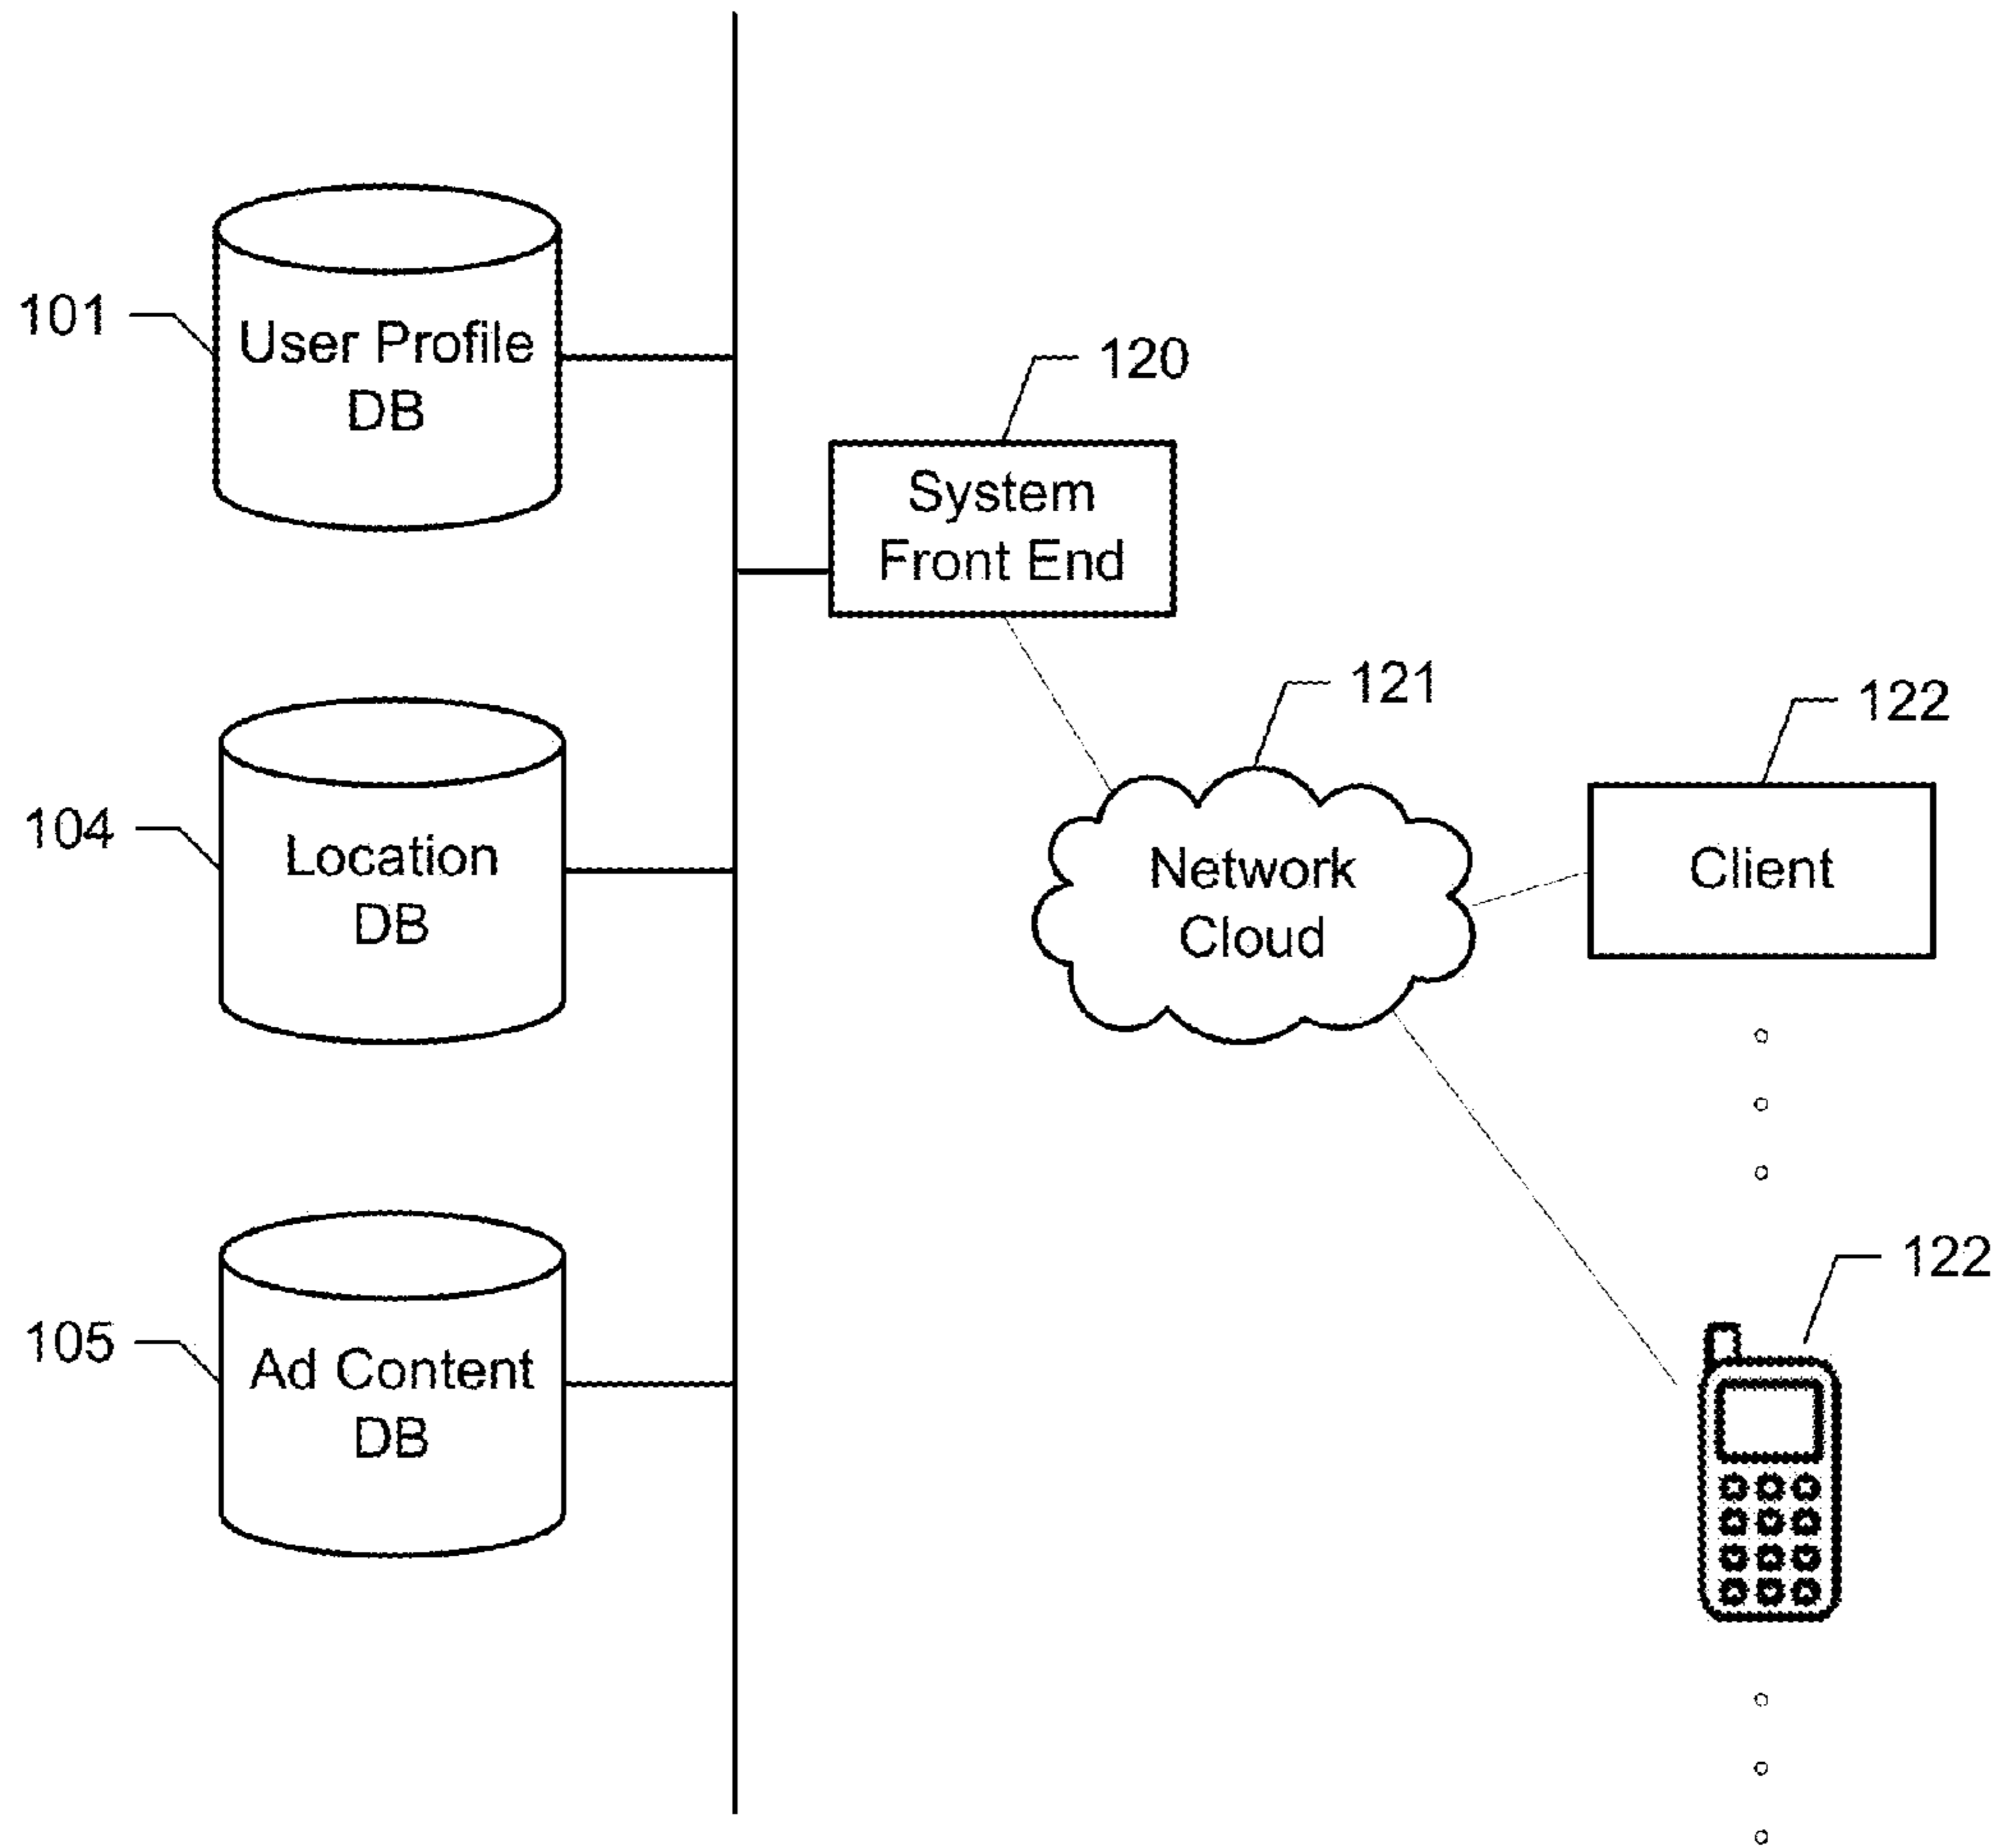 101
User Profile
DB
120
System
Front End
121
122
104
Location
DB
Network
Cloud
Client
122
105
Ad Content
DB